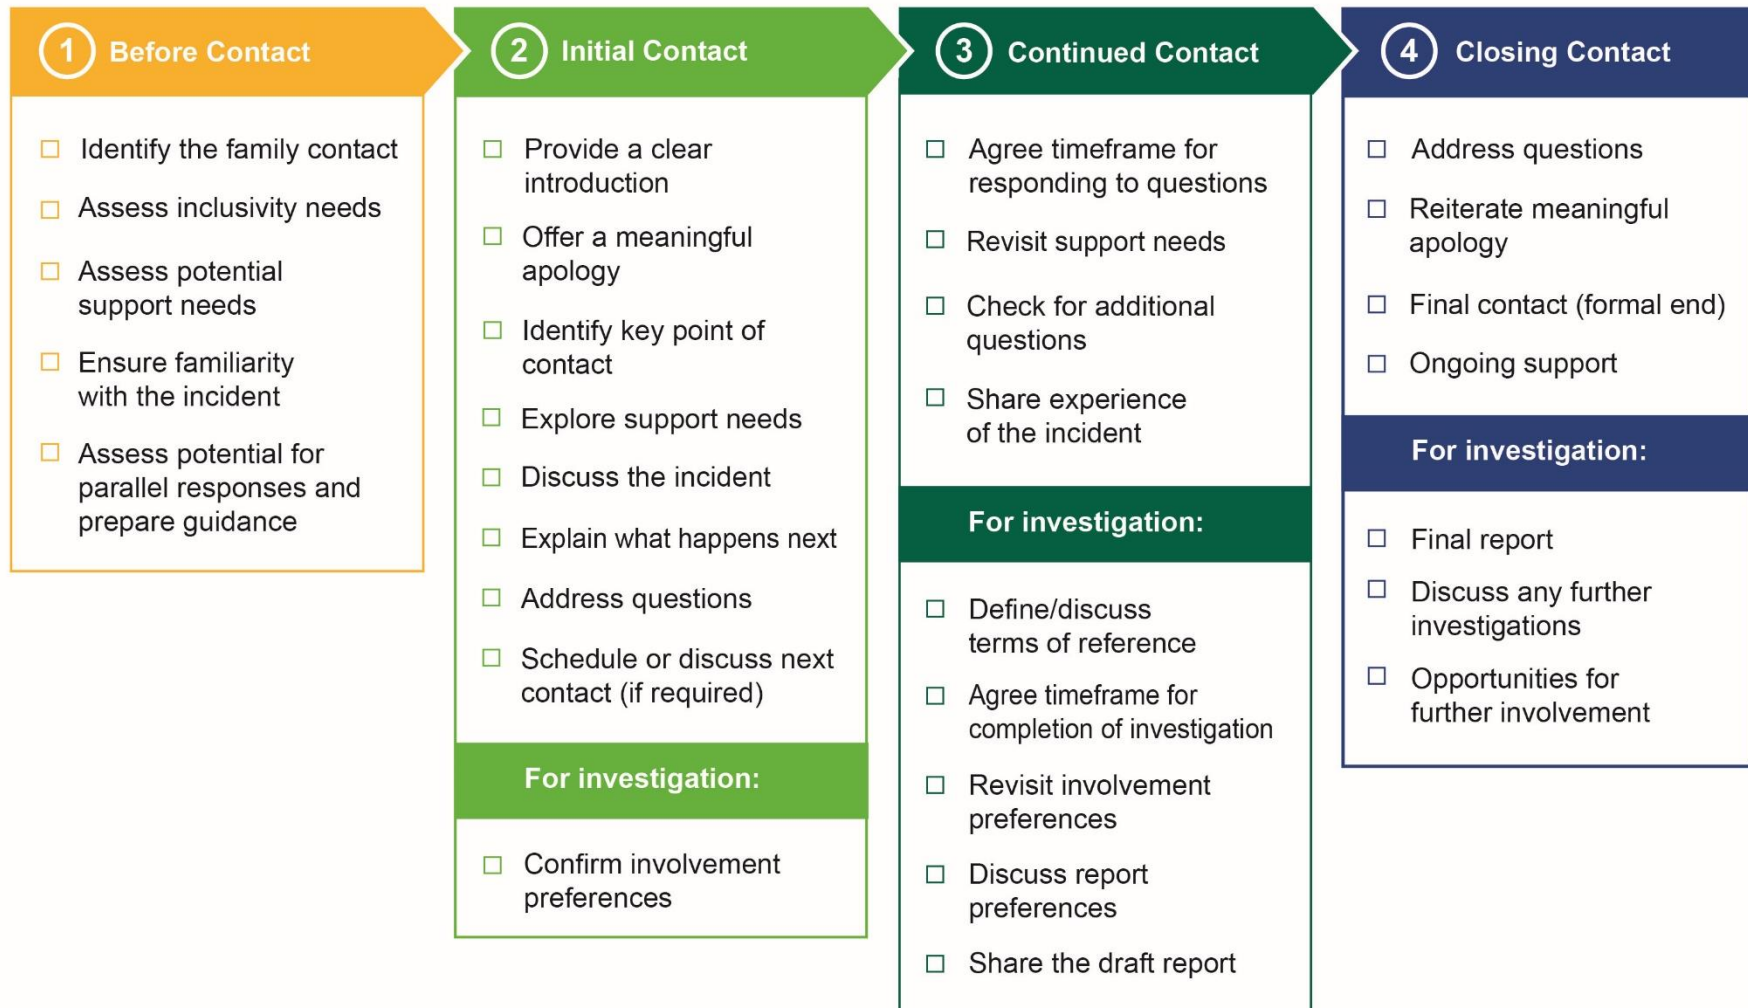 1 Before Contact
Identify the family contact
Assess inclusivity needs
Assess potential
support needs
Ensure familiarity
with the incident
Assess potential for
parallel responses and
prepare guidance
2 Initial Contact
Provide a clear
introduction
Offer a meaningful
apology
Identify key point of
contact
Explore support needs
Discuss the incident
Explain what happens next
Address questions
Schedule or discuss next
contact (if required)
For investigation:
Confirm involvement
preferences
3 Continued Contact
Agree timeframe for
responding to questions
Revisit support needs
Check for additional
questions
Share experience
of the incident
For investigation:
Define/discuss
terms of reference
Agree timeframe for
completion of investigation
Revisit involvement
preferences
Discuss report
preferences
Share the draft report
4 Closing Contact
Address questions
Reiterate meaningful
apology
Final contact (formal end)
Ongoing support
For investigation:
Final report
Discuss any further
investigations
Opportunities for
further involvement